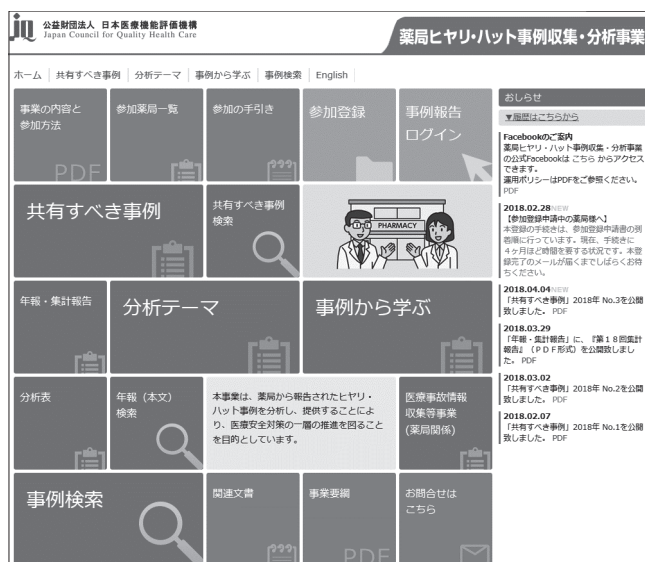 公益財団法人 日本医療機能評価機構
Japan Council for Quality Health Care
薬局ヒヤリ・ハット事例収集・分析事業
ホーム 共有すべき事例 分析テーマ 事例から学ぶ 事例検索 English
事業の内容と
参加方法
PDF
参加薬局一覧
参加の手引き
参加登録
事例報告
ログイン
共有すべき事例
共有すべき事例
検索
PHARMACY
年報・集計報告
分析テーマ
事例から学ぶ
分析表
年報（本文）
検索
本事業は、薬局から報告されたヒヤリ・
ハット事例を分析し、提供することによ
り、医療安全対策の一層の推進を図ること
を目的としています。
医療事故情報
収集等事業
(薬局関係)
事例検索
関連文書
事業要綱
PDF
お問合せは
こちら
おしらせ
▼履歴はこちらから
Facebookのご案内
薬局ヒヤリ・ハット事例収集・分析事業
の公式Facebookは こちら からアクセス
できます。
運用ポリシーはPDFをご参照ください。
PDF
2018.02.28NEW
【参加登録申請中の薬局様へ】
本登録の手続きは、参加登録申請書の到
着順に行っています。現在、手続きに
４ヶ月ほど時間を要する状況です。本登
録完了のメールが届くまでしばらくお待
ちください。
2018.04.04NEW
「共有すべき事例」2018年 No.3を公開
致しました。 PDF
2018.03.29
「年報・集計報告」に、『第１８回集計
報告』（ＰＤＦ形式）を公開致しまし
た。 PDF
2018.03.02
「共有すべき事例」2018年 No.2を公開
致しました。 PDF
2018.02.07
「共有すべき事例」2018年 No.1を公開
致しました。 PDF